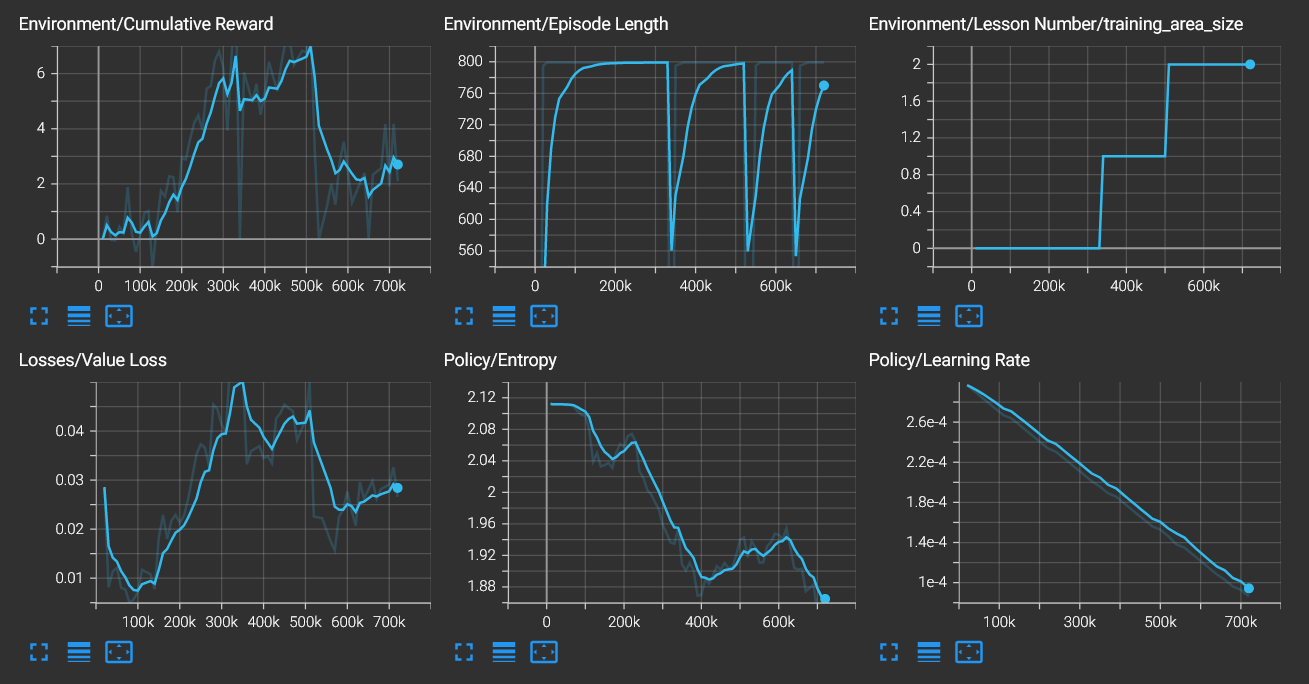 Environment/Cumulative Reward
6
4
2
0
0 100k 200k 300k 400k 500k 600k 700k
Environment/Episode Length
800
760
720
680
640
600
560
0 200k 400k 600k
Environment/Lesson Number/training_area_size
2
1.6
1.2
0.8
0.4
0
0 200k 400k 600k
Losses/Value Loss
0.04
0.03
0.02
0.01
100k 200k 300k 400k 500k 600k 700k
Policy/Entropy
2.12
2.08
2.04
2
1.96
1.92
1.88
0 200k 400k 600k
Policy/Learning Rate
2.6e-4
2.2e-4
1.8e-4
1.4e-4
1e-4
100k 300k 500k 700k